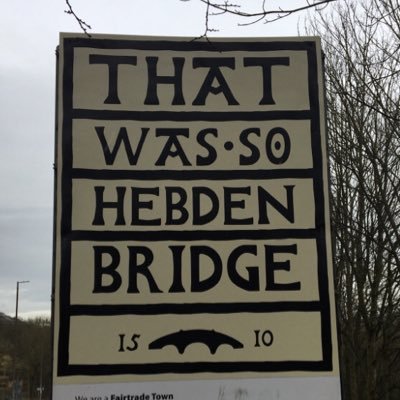 THAT
WAS·SO
HEBDEN
BRIDGE
15 10
We are a Fairtrade Town